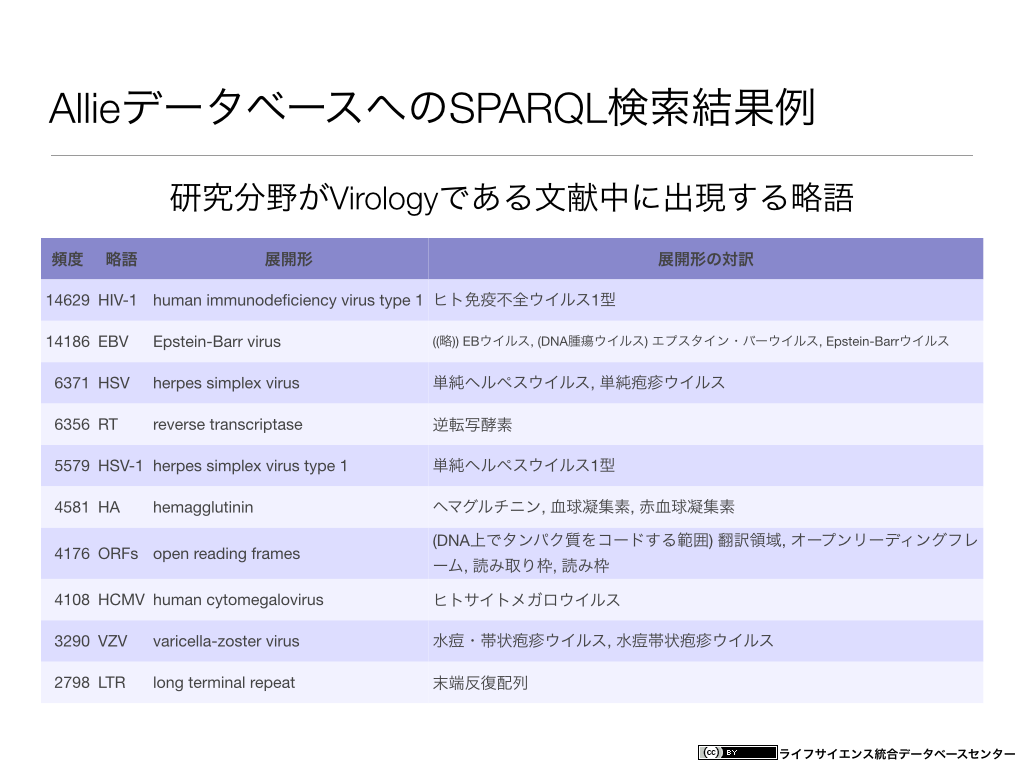 AllieデータベースへのSPARQL検索結果例
研究分野がVirologyである文献中に出現する略語
頻度 略語 展開形 展開形の対訳
14629 HIV-1 human immunodeficiency virus type 1 ヒト免疫不全ウイルス1型
14186 EBV Epstein-Barr virus ((略)) EBウイルス, (DNA腫瘍ウイルス) エプスタイン・バーウイルス, Epstein-Barrウイルス
6371 HSV herpes simplex virus 単純ヘルペスウイルス, 単純疱疹ウイルス
6356 RT reverse transcriptase 逆転写酵素
5579 HSV-1 herpes simplex virus type 1 単純ヘルペスウイルス1型
4581 HA hemagglutinin ヘマグルチニン, 血球凝集素, 赤血球凝集素
4176 ORFs open reading frames (DNA上でタンパク質をコードする範囲) 翻訳領域, オープンリーディングフレ
ーム, 読み取り枠, 読み枠
4108 HCMV human cytomegalovirus ヒトサイトメガロウイルス
3290 VZV varicella-zoster virus 水痘・帯状疱疹ウイルス, 水痘帯状疱疹ウイルス
2798 LTR long terminal repeat 末端反復配列
(cc) BY ライフサイエンス統合データベースセンター